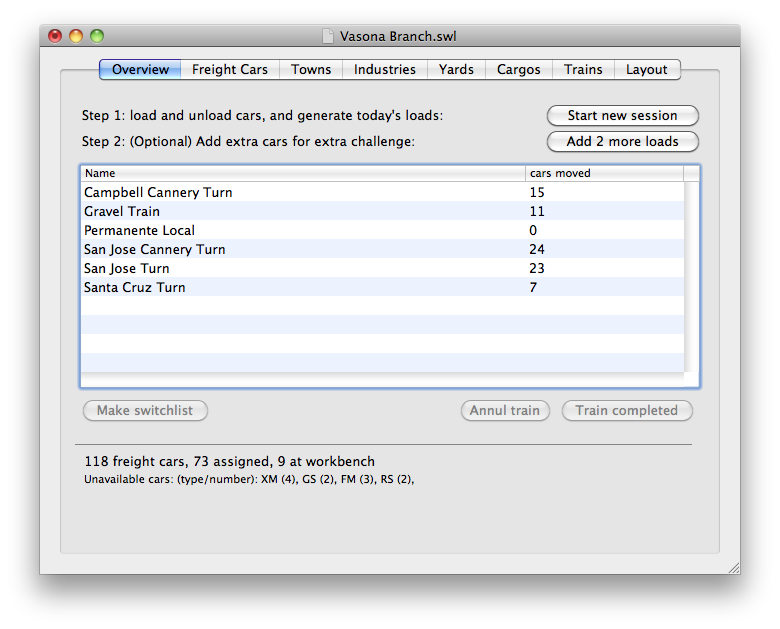 Vasona Branch.swl
Overview Freight Cars Towns Industries Yards Cargos Trains Layout
Step 1: load and unload cars, and generate today's loads: Start new session
Step 2: (Optional) Add extra cars for extra challenge: Add 2 more loads
Name cars moved
Campbell Cannery Turn 15
Gravel Train 11
Permanente Local 0
San Jose Cannery Turn 24
San Jose Turn 23
Santa Cruz Turn 7
Make switchlist Annul train Train completed
118 freight cars, 73 assigned, 9 at workbench
Unavailable cars: (type/number): XM (4), GS (2), FM (3), RS (2),